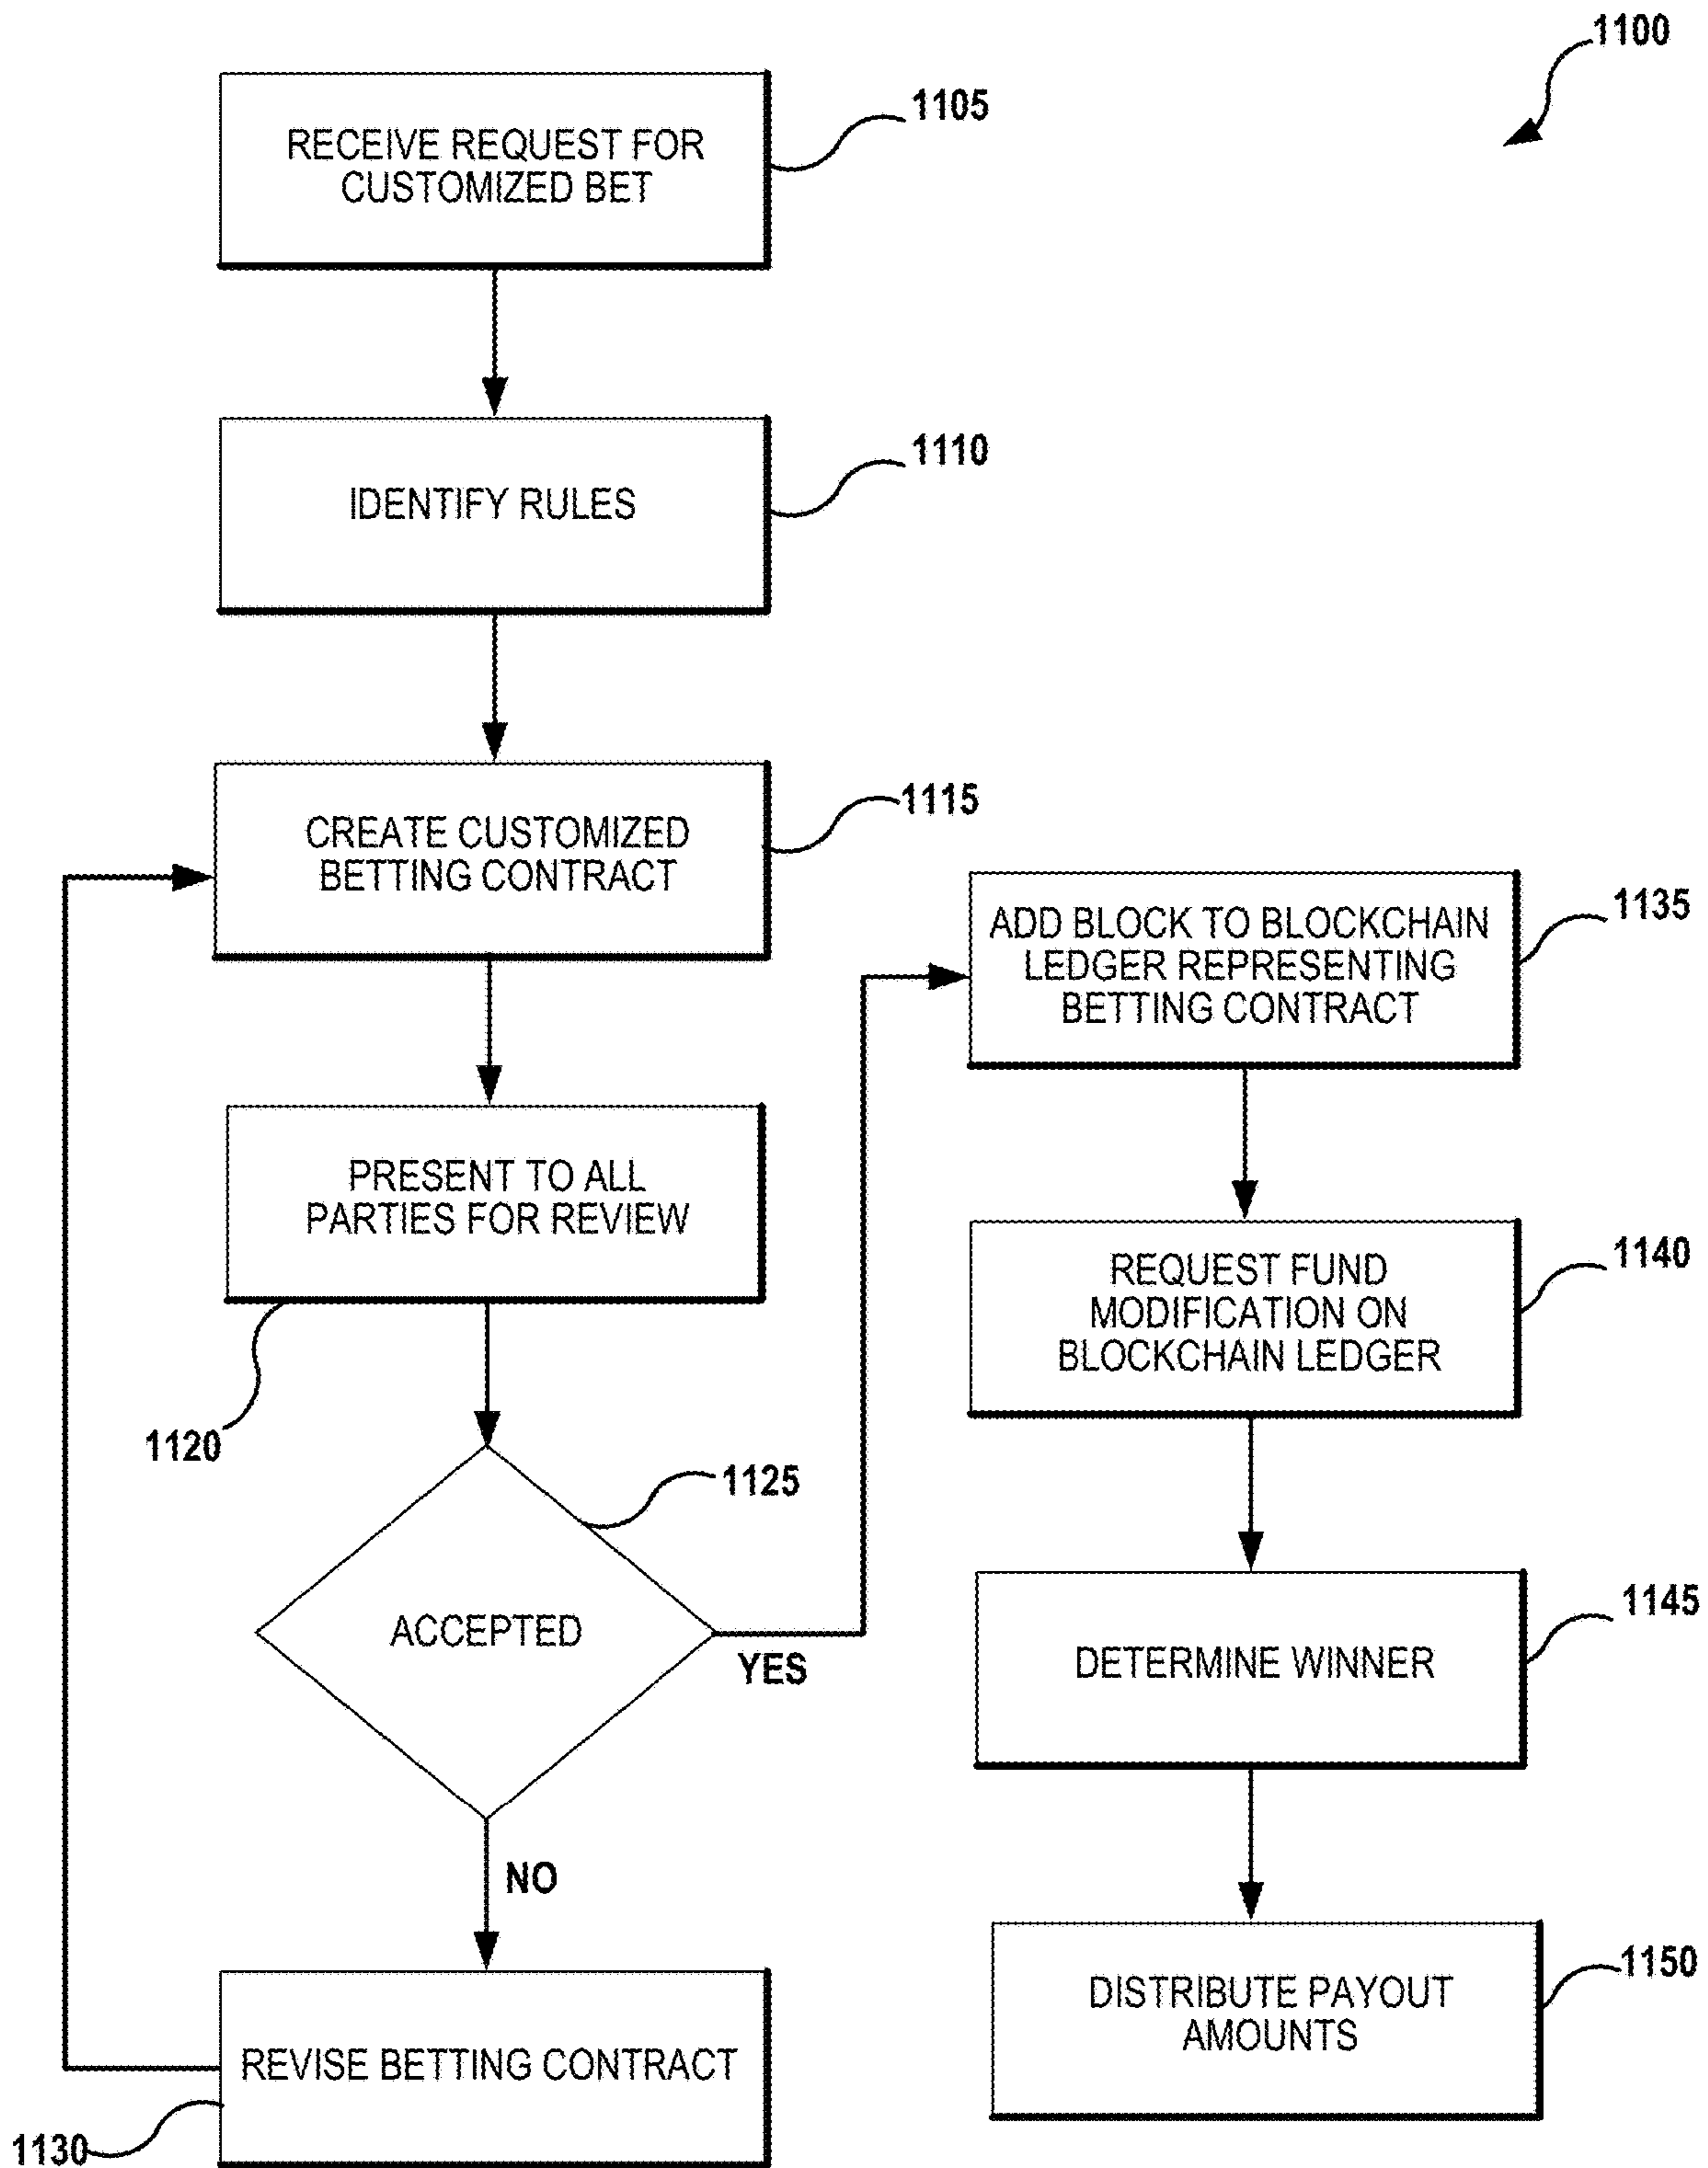 1100
1105
RECEIVE REQUEST FOR
CUSTOMIZED BET
1110
IDENTIFY RULES
1115
CREATE CUSTOMIZED
BETTING CONTRACT
PRESENT TO ALL
PARTIES FOR REVIEW
1120
1125
ACCEPTED
YES
NO
REVISE BETTING CONTRACT
1130
1135
ADD BLOCK TO BLOCKCHAIN
LEDGER REPRESENTING
BETTING CONTRACT
1140
REQUEST FUND
MODIFICATION ON
BLOCKCHAIN LEDGER
1145
DETERMINE WINNER
1150
DISTRIBUTE PAYOUT
AMOUNTS